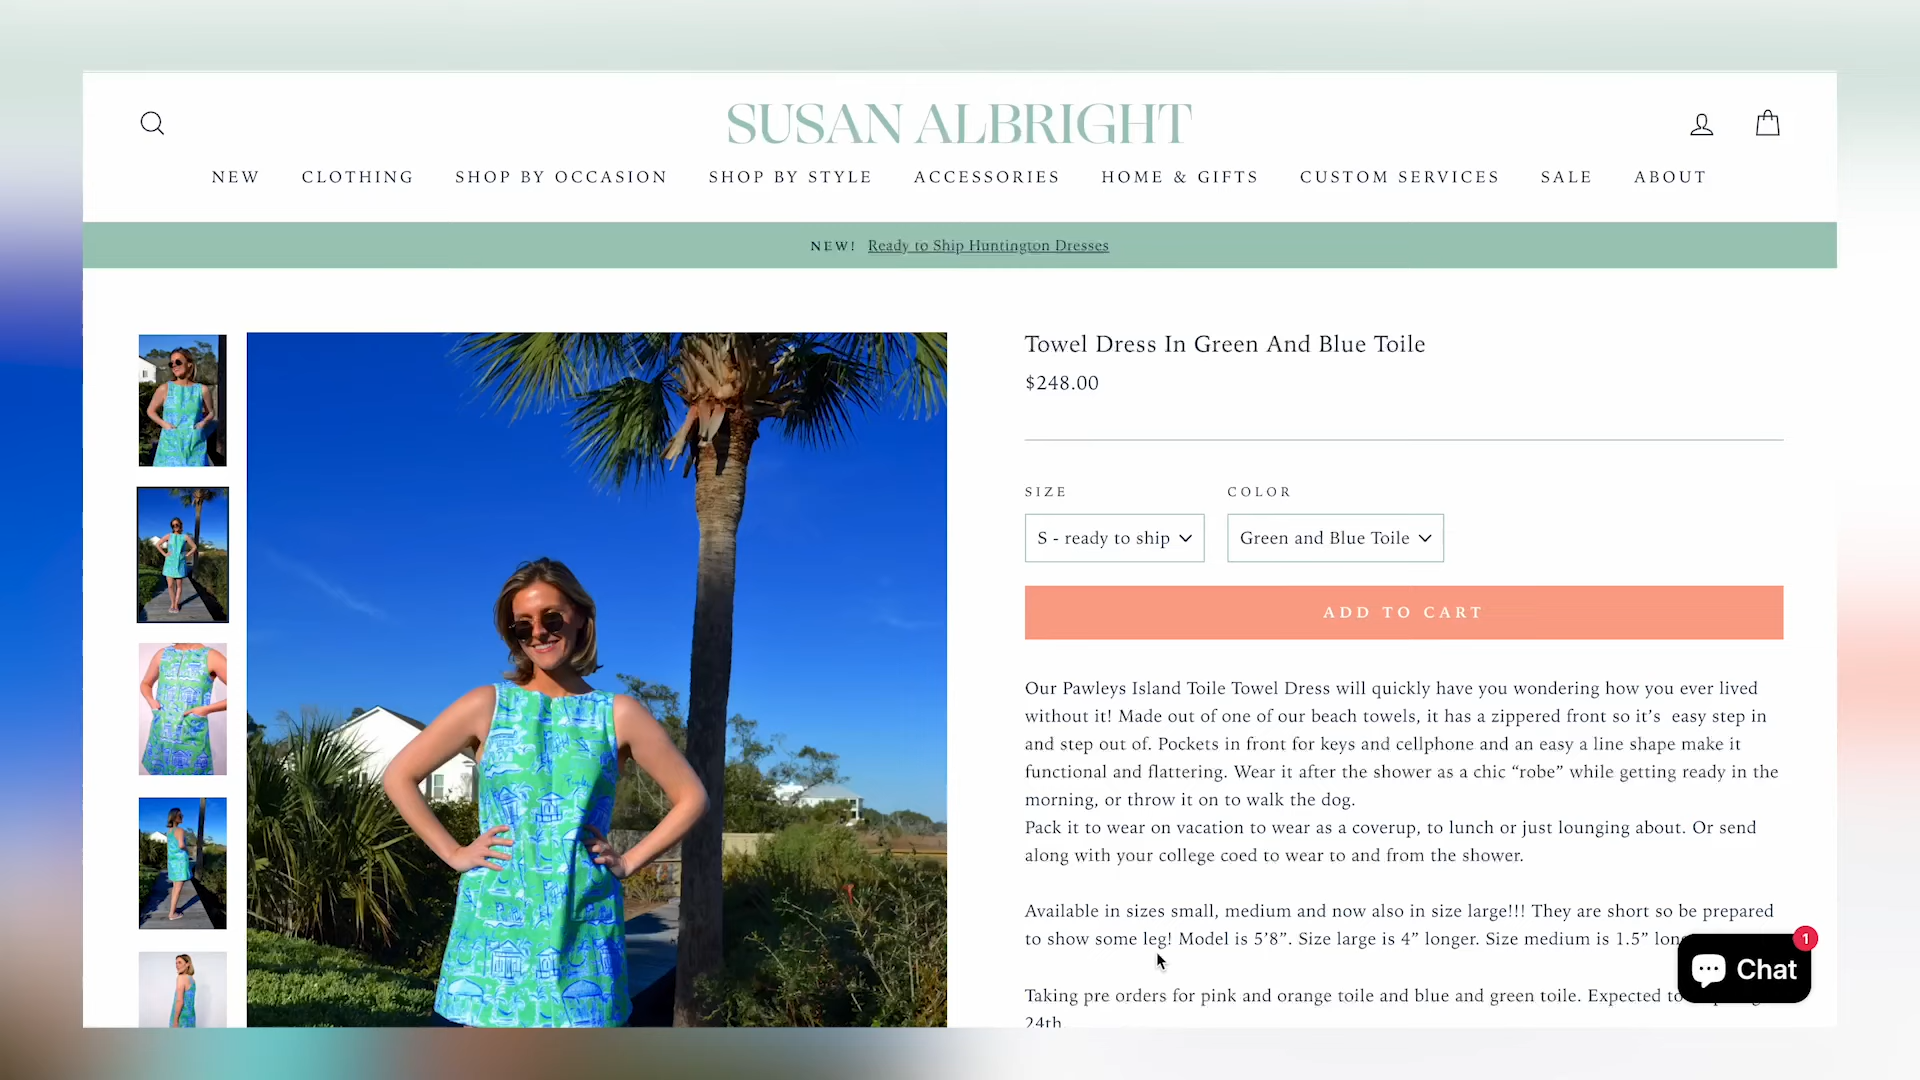 SUSAN ALBRIGHT
NEW CLOTHING SHOP BY OCCASION SHOP BY STYLE ACCESSORIES HOME & GIFTS CUSTOM SERVICES SALE ABOUT
NEW! Ready to Ship Huntington Dresses
Towel Dress In Green And Blue Toile
$248.00
SIZE COLOR
S - ready to ship Green and Blue Toile
ADD TO CART
Our Pawleys Island Toile Towel Dress will quickly have you wondering how you ever lived
without it! Made out of one of our beach towels, it has a zippered front so it’s easy step in
and step out of. Pockets in front for keys and cellphone and an easy a line shape make it
functional and flattering. Wear it after the shower as a chic “robe” while getting ready in the
morning, or throw it on to walk the dog.
Pack it to wear on vacation to wear as a coverup, to lunch or just lounging about. Or send
along with your college coed to wear to and from the shower.
Available in sizes small, medium and now also in size large!!! They are short so be prepared
to show some leg! Model is 5’8”. Size large is 4” longer. Size medium is 1.5”
1
Chat
Taking pre orders for pink and orange toile and blue and green toile. Expected
24th